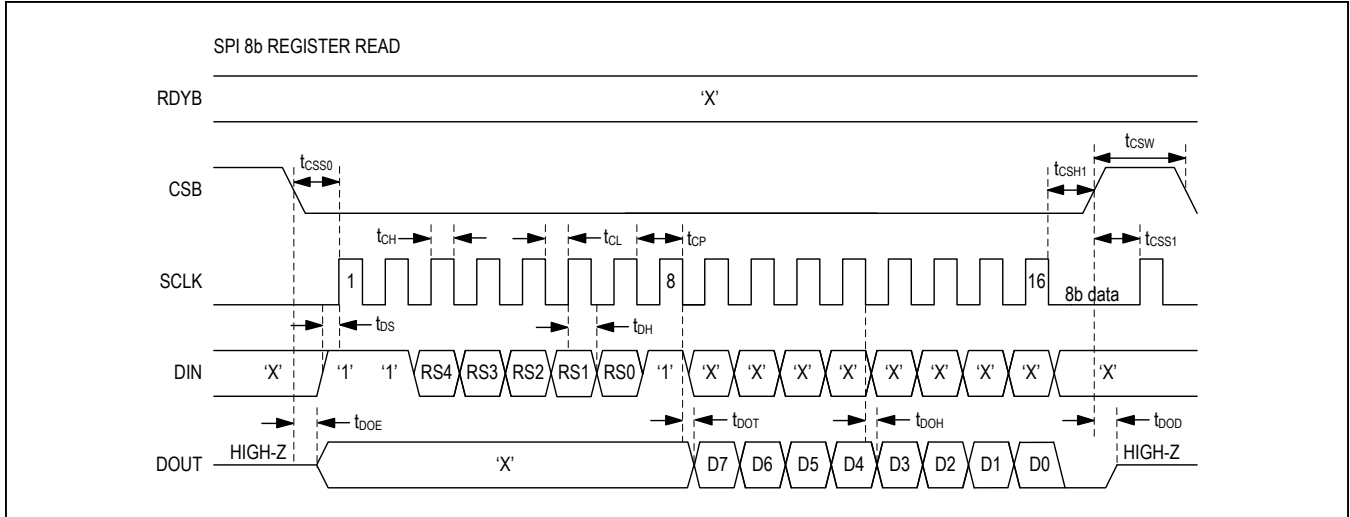 SPI 8b REGISTER READ
RDYB ‘X’
tCSW
tCSS0 tCSH1
CSB
tCH tCL tCP tCSS1
SCLK 1 8 16 8b data
tDS tDH
DIN ‘X’ ‘1’ ‘1’ RS4 RS3 RS2 RS1 RS0 ‘1’ ‘X’ ‘X’ ‘X’ ‘X’ ‘X’ ‘X’ ‘X’ ‘X’ ‘X’
tDOE tDOT tDOH tDOD
HIGH-Z HIGH-Z
DOUT ‘X’ D7 D6 D5 D4 D3 D2 D1 D0